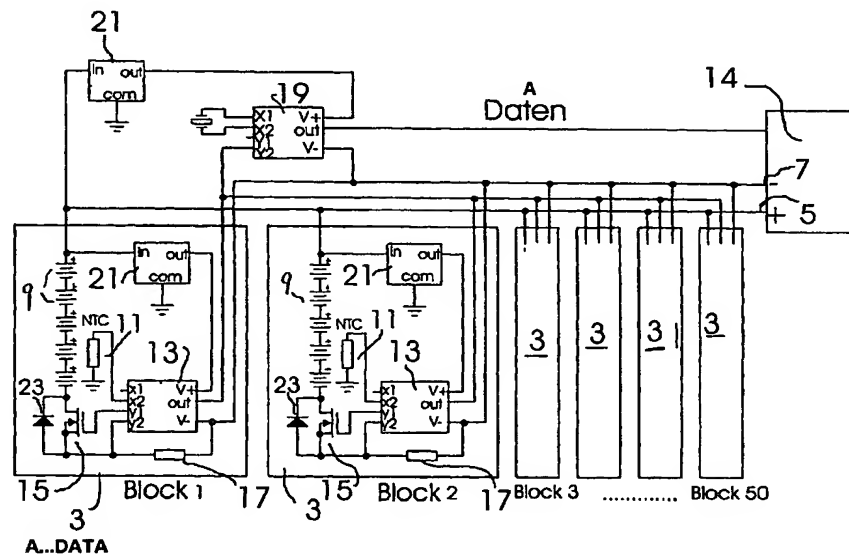 21
In out
com
19
X1 V+
X2 out
Y1
Y2 V-
A
Daten
14
7
-
+
5
In out
21 com
9
NTC 11
13
X1 V+
X2 out
Y1
Y2 V-
23
15
17
3
Block 1
In out
21 com
9
NTC 11
13
X1 V+
X2 out
Y1
Y2 V-
23
15
17
3
Block 2
3 3 3 3
Block 3 ............. Block 50
A...DATA